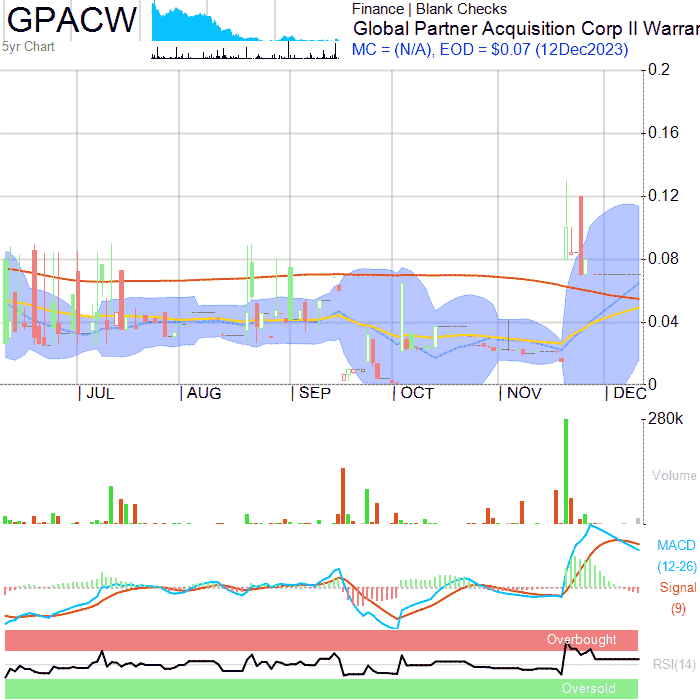 GPACW
5yr Chart
Finance | Blank Checks
Global Partner Acquisition Corp II Warrar
MC = (N/A), EOD = $0.07 (12Dec2023)
0.2
0.16
0.12
0.08
0.04
0
JUL AUG SEP OCT NOV DEC
280k
Volume
MACD
(12-26)
Signal
(9)
Overbought
RSI(14)
Oversold